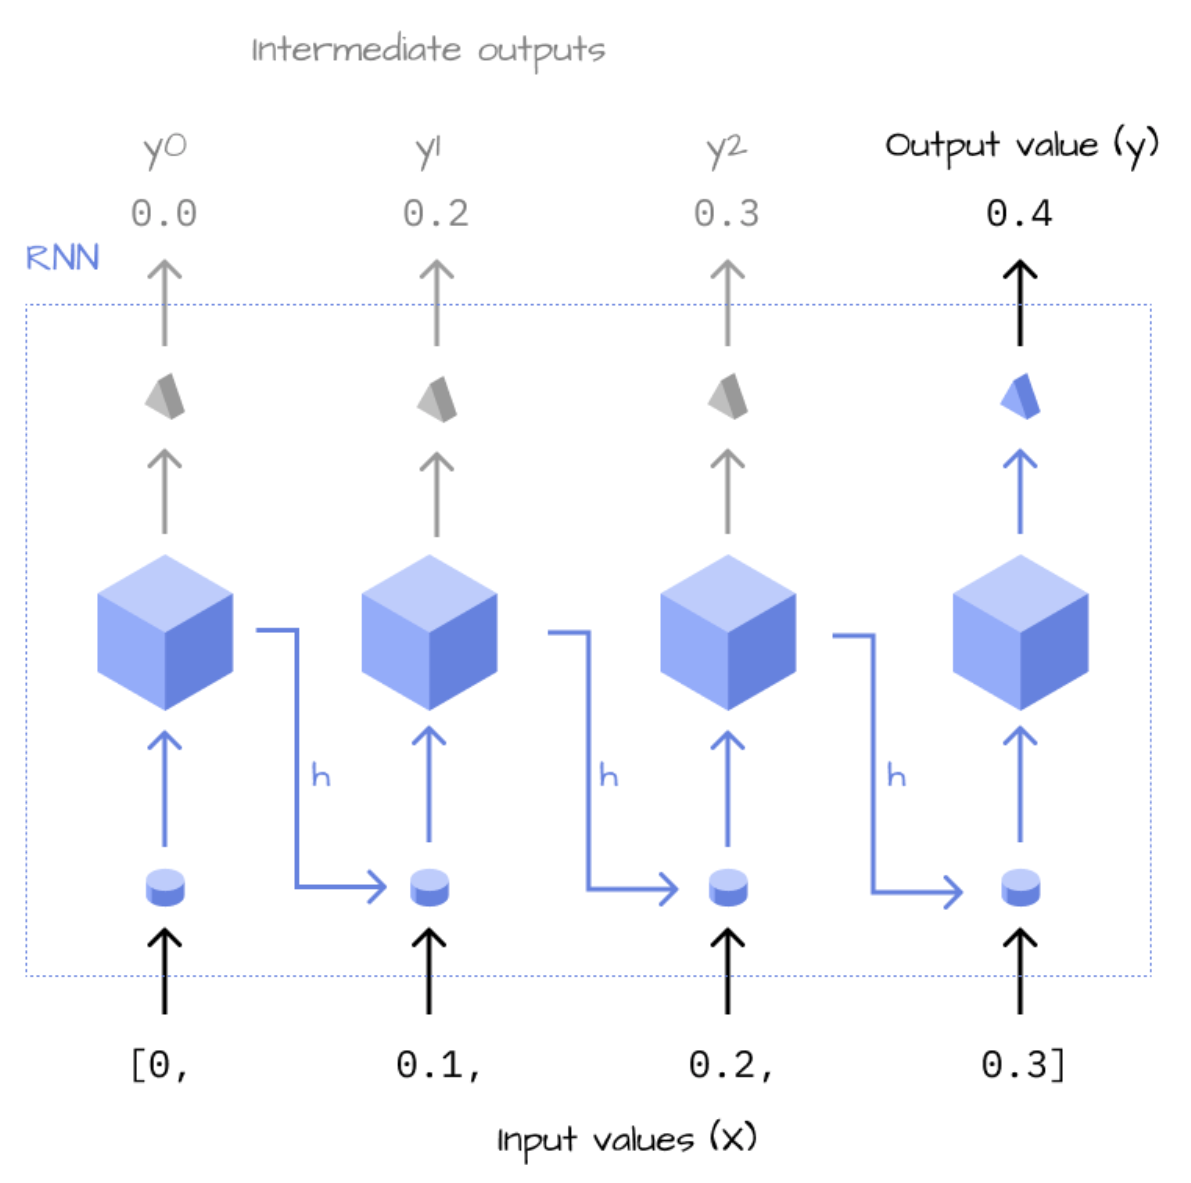 Intermediate outputs
y0 y1 y2 Output value (y)
0.0 0.2 0.3 0.4
RNN
h h h
[0, 0.1, 0.2, 0.3]
Input values (X)